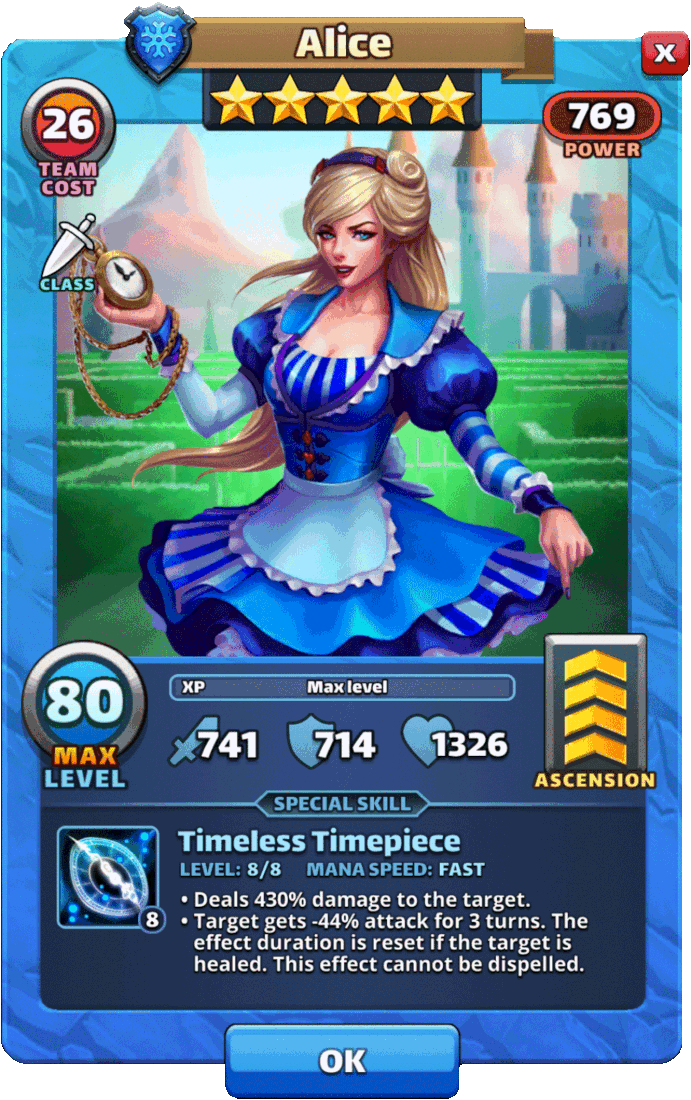 Alice
26
TEAM
COST
769
POWER
CLASS
80
MAX
LEVEL
XP Max level
741 714 1326
ASCENSION
SPECIAL SKILL
Timeless Timepiece
LEVEL: 8/8 MANA SPEED: FAST
8
• Deals 430% damage to the target.
• Target gets -44% attack for 3 turns. The
effect duration is reset if the target is
healed. This effect cannot be dispelled.
OK